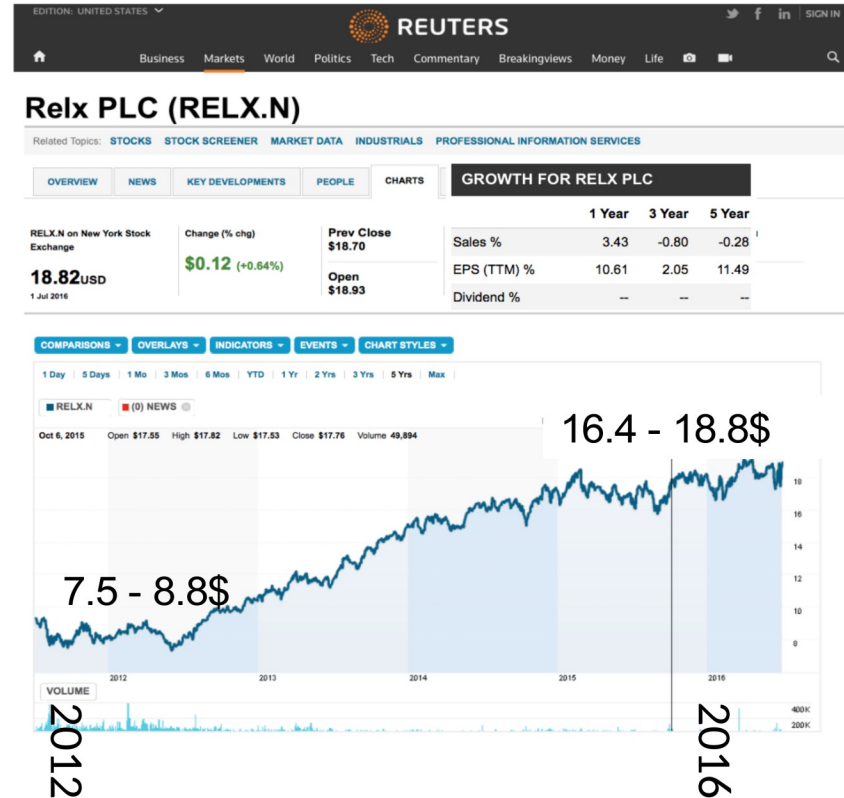 EDITION: UNITED STATES
SIGN IN
REUTERS
Business Markets World Politics Tech Commentary Breakingviews Money Life
Relx PLC (RELX.N)
Related Topics: STOCKS STOCK SCREENER MARKET DATA INDUSTRIALS PROFESSIONAL INFORMATION SERVICES
OVERVIEW NEWS KEY DEVELOPMENTS PEOPLE CHARTS
GROWTH FOR RELX PLC
1 Year 3 Year 5 Year
Sales % 3.43 -0.80 -0.28
EPS (TTM) % 10.61 2.05 11.49
Dividend % -- -- --
RELX.N on New York Stock
Exchange
18.82USD
1 Jul 2016
Change (% chg)
$0.12 (+0.64%)
Prev Close
$18.70
Open
$18.93
COMPARISONS OVERLAYS INDICATORS EVENTS CHART STYLES
1 Day 5 Days 1 Mo 3 Mos 6 Mos YTD 1 Yr 2 Yrs 3 Yrs 5 Yrs Max
RELX.N (0) NEWS
Oct 6, 2015 Open $17.55 High $17.82 Low $17.53 Close $17.76 Volume 49,894
16.4 - 18.8$
7.5 - 8.8$
18
16
14
12
10
8
2012 2013 2014 2015 2016
VOLUME
400K
200K
2012
2016